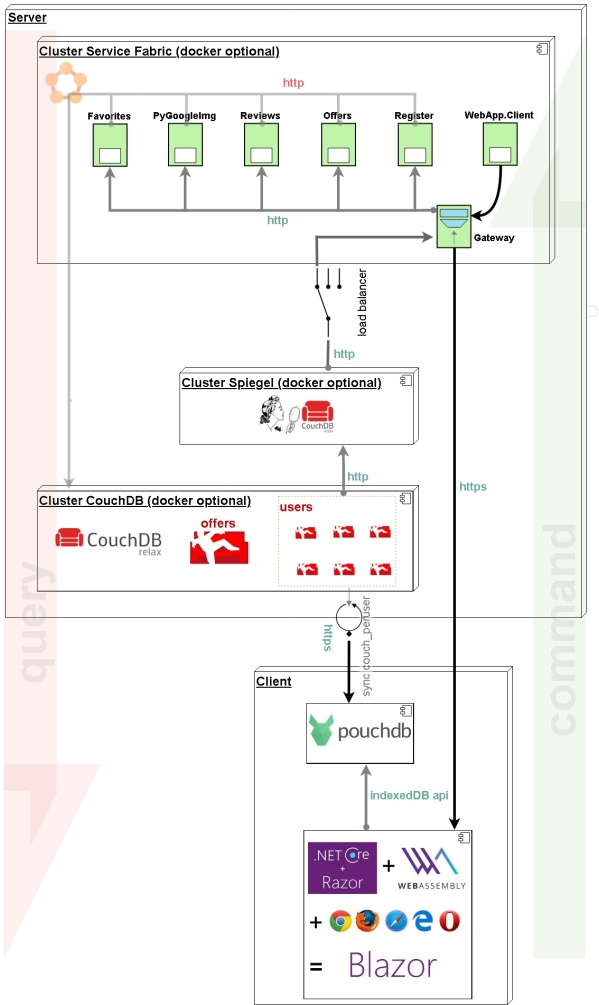 Server
Cluster Service Fabric (docker optional)
http
Favorites
PyGoogleImg
Reviews
Offers
Register
WebApp.Client
http
Gateway
load balancer
http
Cluster Spiegel (docker optional)
CouchDB
relax
http
https
Cluster CouchDB (docker optional)
users
offers
CouchDB
relax
query
command
https
sync couch_peruser
Client
pouchdb
indexedDB api
.NET Core
+
Razor
+
WEBASSEMBLY
+
= Blazor